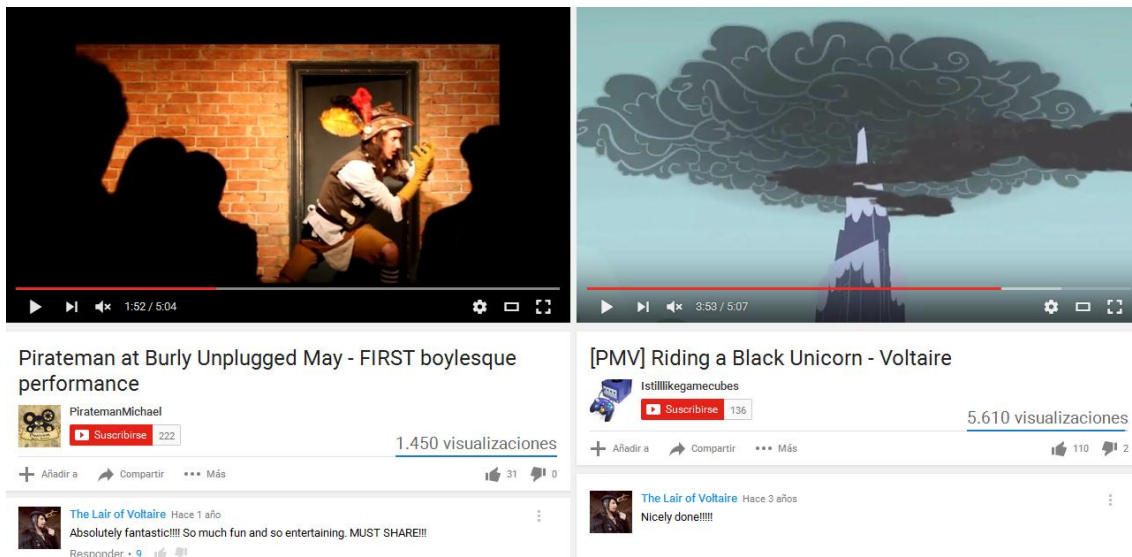 1:52 / 5:04
Pirateman at Burly Unplugged May - FIRST boylesque
performance
PiratemanMichael
Suscribirse 222
1.450 visualizaciones
Añadir a Compartir Más
31 0
The Lair of Voltaire Hace 1 año
Absolutely fantastic!!!! So much fun and so entertaining. MUST SHARE!!!
Responder • 9
3:53 / 5:07
[PMV] Riding a Black Unicorn - Voltaire
Istilllikegamecubes
Suscribirse 136
5.610 visualizaciones
Añadir a Compartir Más
110 2
The Lair of Voltaire Hace 3 años
Nicely done!!!!!